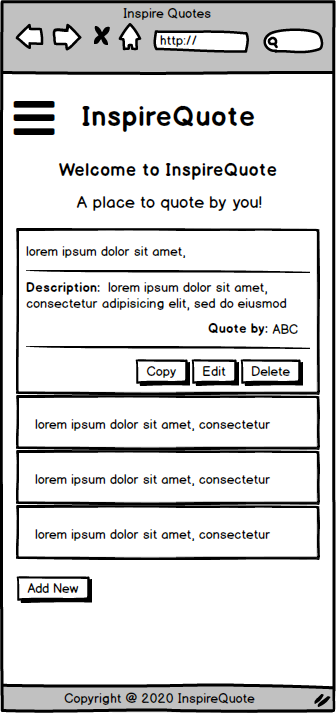 Inspire Quotes
http://
InspireQuote
Welcome to InspireQuote
A place to quote by you!
lorem ipsum dolor sit amet,
Description: lorem ipsum dolor sit amet,
consectetur adipisicing elit, sed do eiusmod
Quote by: ABC
Copy Edit Delete
lorem ipsum dolor sit amet, consectetur
lorem ipsum dolor sit amet, consectetur
lorem ipsum dolor sit amet, consectetur
Add New
Copyright @ 2020 InspireQuote